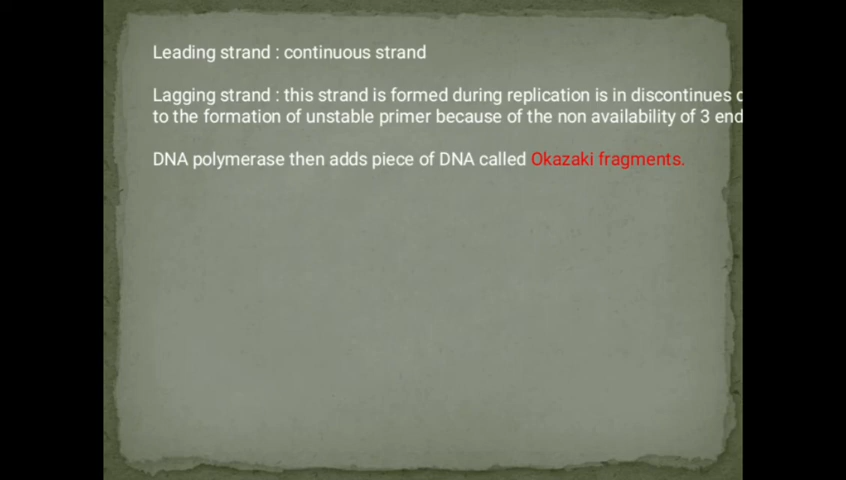 Leading strand : continuous strand
Lagging strand : this strand is formed during replication is in discontinues
to the formation of unstable primer because of the non availability of 3 end
DNA polymerase then adds piece of DNA called Okazaki fragments.